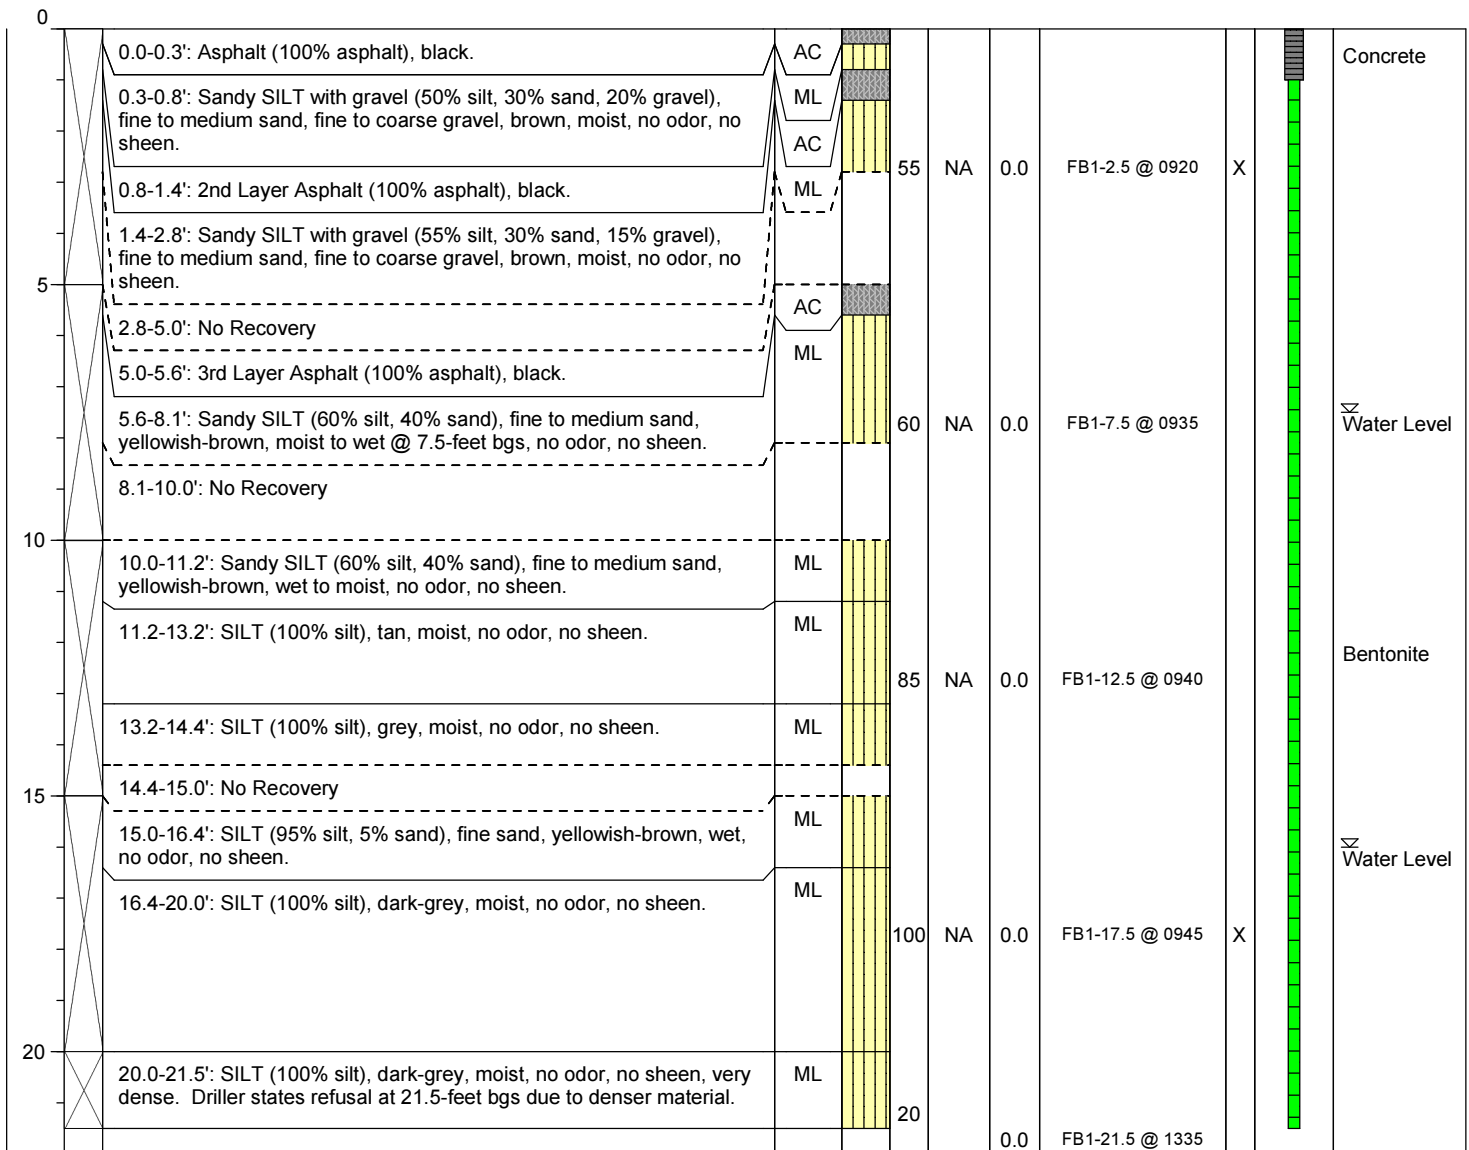 0
0.0-0.3': Asphalt (100% asphalt), black.
AC
Concrete
0.3-0.8': Sandy SILT with gravel (50% silt, 30% sand, 20% gravel),
fine to medium sand, fine to coarse gravel, brown, moist, no odor, no
sheen.
ML
AC
0.8-1.4': 2nd Layer Asphalt (100% asphalt), black.
ML
55 NA 0.0 FB1-2.5 @ 0920 X
1.4-2.8': Sandy SILT with gravel (55% silt, 30% sand, 15% gravel),
fine to medium sand, fine to coarse gravel, brown, moist, no odor, no
sheen.
5
2.8-5.0': No Recovery
AC
5.0-5.6': 3rd Layer Asphalt (100% asphalt), black.
ML
5.6-8.1': Sandy SILT (60% silt, 40% sand), fine to medium sand,
yellowish-brown, moist to wet @ 7.5-feet bgs, no odor, no sheen.
60 NA 0.0 FB1-7.5 @ 0935
Water Level
8.1-10.0': No Recovery
10
10.0-11.2': Sandy SILT (60% silt, 40% sand), fine to medium sand,
yellowish-brown, wet to moist, no odor, no sheen.
ML
11.2-13.2': SILT (100% silt), tan, moist, no odor, no sheen.
ML
Bentonite
85 NA 0.0 FB1-12.5 @ 0940
13.2-14.4': SILT (100% silt), grey, moist, no odor, no sheen.
ML
14.4-15.0': No Recovery
15
15.0-16.4': SILT (95% silt, 5% sand), fine sand, yellowish-brown, wet,
no odor, no sheen.
ML
Water Level
16.4-20.0': SILT (100% silt), dark-grey, moist, no odor, no sheen.
ML
100 NA 0.0 FB1-17.5 @ 0945 X
20
20.0-21.5': SILT (100% silt), dark-grey, moist, no odor, no sheen, very
dense. Driller states refusal at 21.5-feet bgs due to denser material.
ML
20
0.0 FB1-21.5 @ 1335